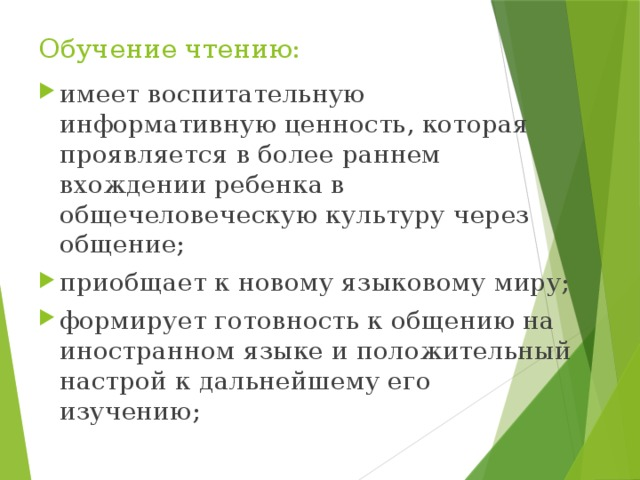 Обучение чтению:
имеет воспитательную
информативную ценность, которая
проявляется в более раннем
вхождении ребенка в
общечеловеческую культуру через
общение;
приобщает к новому языковому миру;
формирует готовность к общению на
иностранном языке и положительный
настрой к дальнейшему его
изучению;